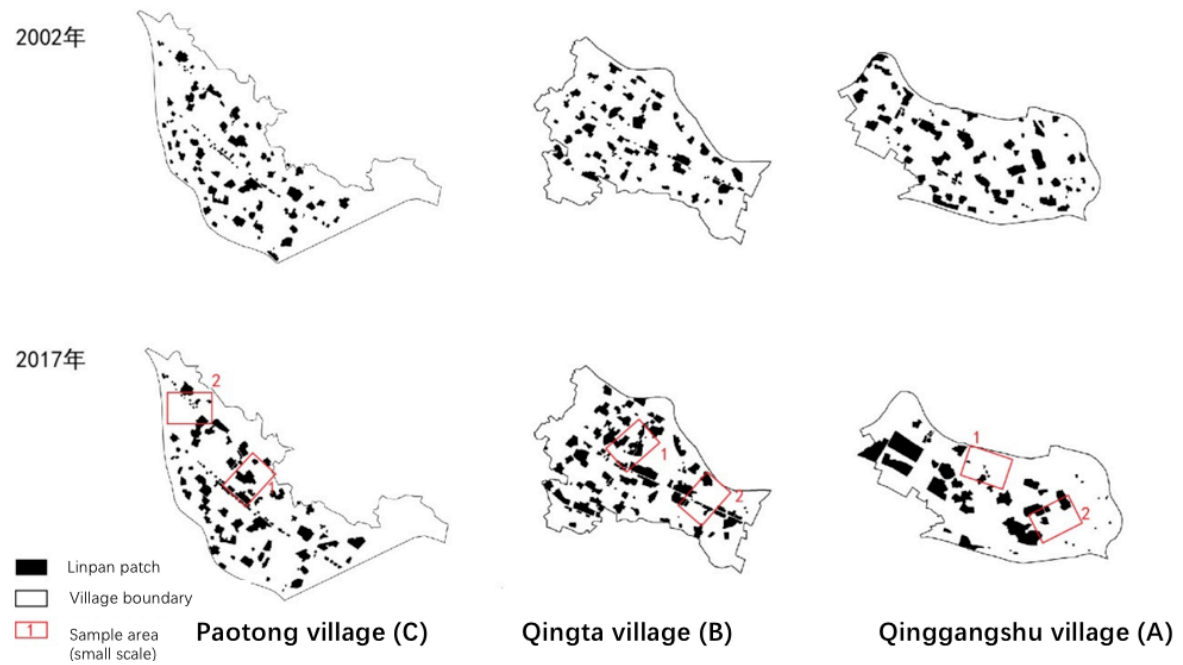 2002年
2017年
2
1
1
2
1
2
Linpan patch
Village boundary
1
Sample area
(small scale)
Paotong village (C)
Qingta village (B)
Qinggangshu village (A)